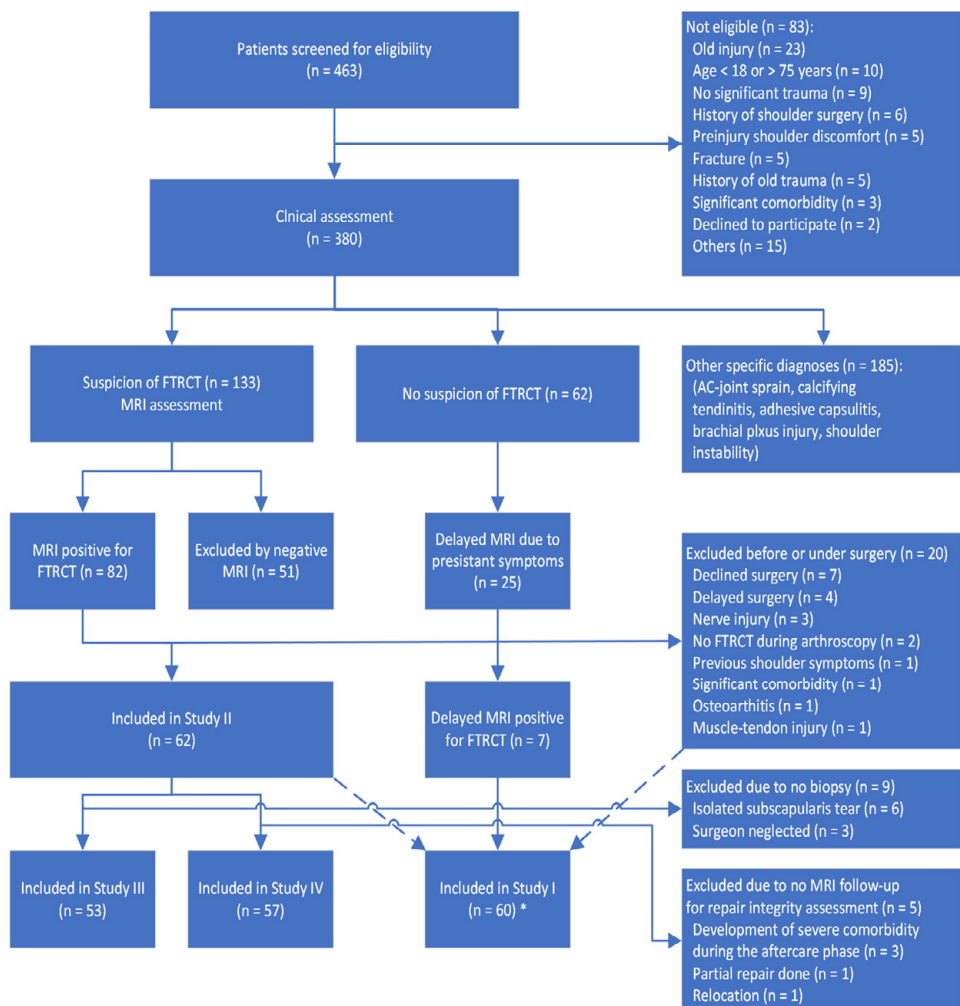 Patients screened for eligibility
(n = 463)
Not eligible (n = 83):
Old injury (n = 23)
Age < 18 or > 75 years (n = 10)
No significant trauma (n = 9)
History of shoulder surgery (n = 6)
Preinjury shoulder discomfort (n = 5)
Fracture (n = 5)
History of old trauma (n = 5)
Significant comorbidity (n = 3)
Declined to participate (n = 2)
Others (n = 15)
Clnical assessment
(n = 380)
Suspicion of FTRCT (n = 133)
MRI assessment
No suspicion of FTRCT (n = 62)
Other specific diagnoses (n = 185):
(AC-joint sprain, calcifying
tendinitis, adhesive capsulitis,
brachial plxus injury, shoulder
instability)
MRI positive for
FTRCT (n = 82)
Excluded by negative
MRI (n = 51)
Delayed MRI due to
presistant symptoms
(n = 25)
Excluded before or under surgery (n = 20)
Declined surgery (n = 7)
Delayed surgery (n = 4)
Nerve injury (n = 3)
No FTRCT during arthroscopy (n = 2)
Previous shoulder symptoms (n = 1)
Significant comorbidity (n = 1)
Osteoarthritis (n = 1)
Muscle-tendon injury (n = 1)
Included in Study II
(n = 62)
Delayed MRI positive
for FTRCT (n = 7)
Excluded due to no biopsy (n = 9)
Isolated subscapularis tear (n = 6)
Surgeon neglected (n = 3)
Included in Study III
(n = 53)
Included in Study IV
(n = 57)
Included in Study I
(n = 60) *
Excluded due to no MRI follow-up
for repair integrity assessment (n = 5)
Development of severe comorbidity
during the aftercare phase (n = 3)
Partial repair done (n = 1)
Relocation (n = 1)